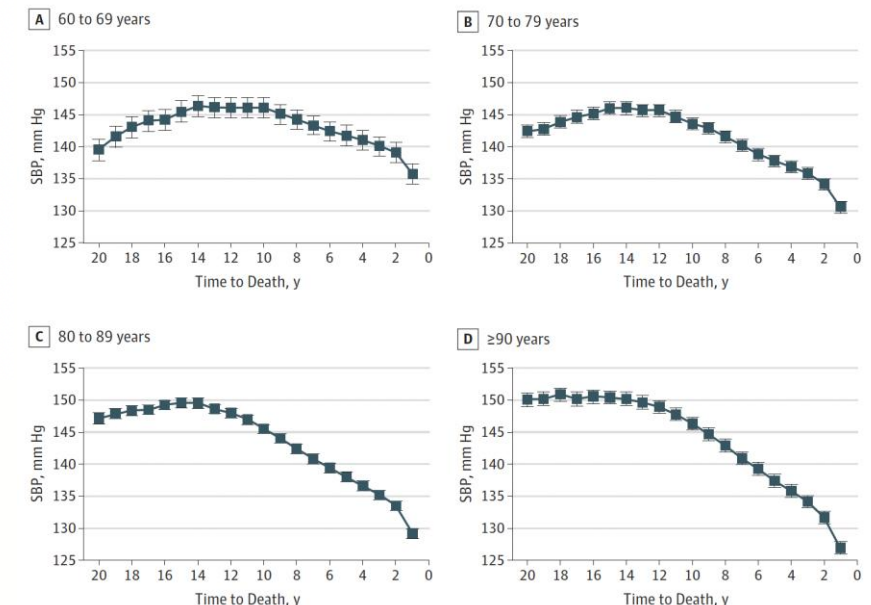 A 60 to 69 years
155
150
145
140
135
130
125
SBP, mm Hg
20 18 16 14 12 10 8 6 4 2 0
Time to Death, y
B 70 to 79 years
155
150
145
140
135
130
125
SBP, mm Hg
20 18 16 14 12 10 8 6 4 2 0
Time to Death, y
C 80 to 89 years
155
150
145
140
135
130
125
SBP, mm Hg
20 18 16 14 12 10 8 6 4 2 0
Time to Death, y
D ≥90 years
155
150
145
140
135
130
125
SBP, mm Hg
20 18 16 14 12 10 8 6 4 2 0
Time to Death, y